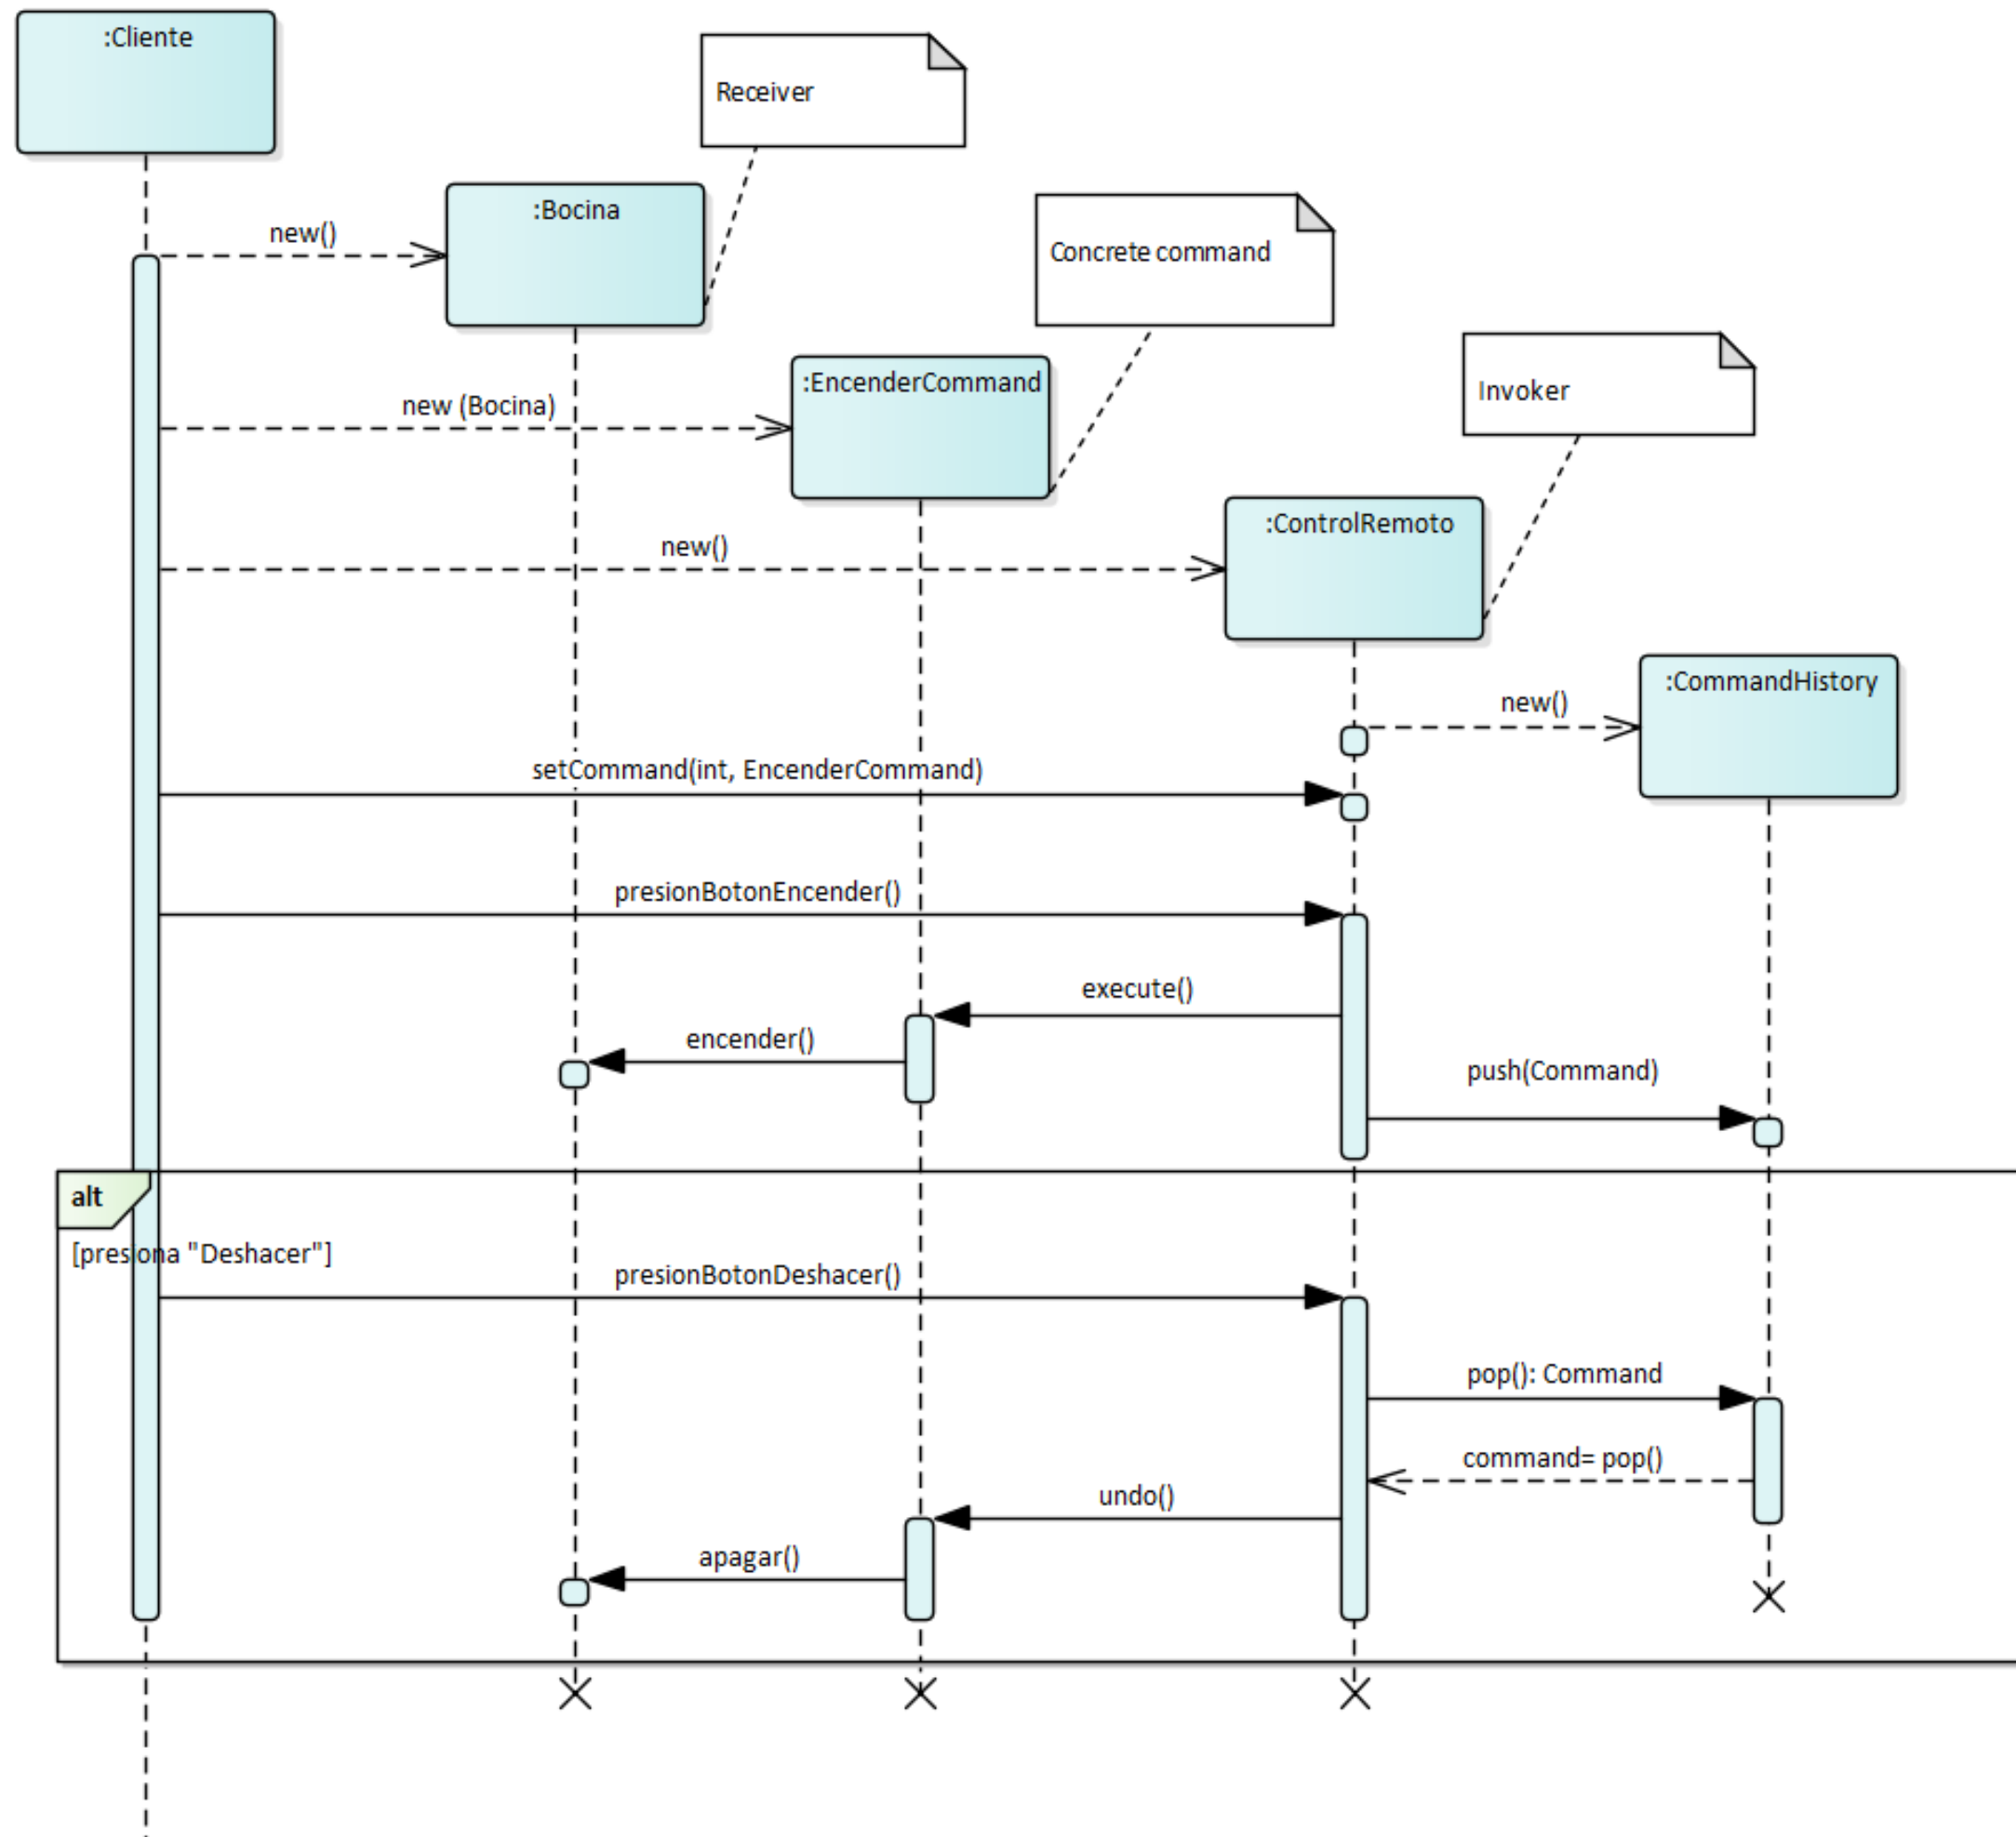 :Cliente
Receiver
:Bocina
new()
Concrete command
:EncenderCommand
new (Bocina)
Invoker
:ControlRemoto
new()
:CommandHistory
new()
setCommand(int, EncenderCommand)
presionBotonEncender()
execute()
encender()
push(Command)
alt
[presiona "Deshacer"]
presionBotonDeshacer()
pop(): Command
command= pop()
undo()
apagar()